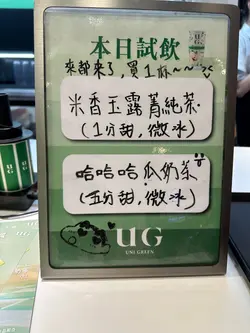 本日試飲
來都來了,買1杯~~
米香玉露菁純茶
(1分甜,微冰)
哈哈哈瓜奶茶
(五分甜,微冰)
UG
UNI GREEN
UG